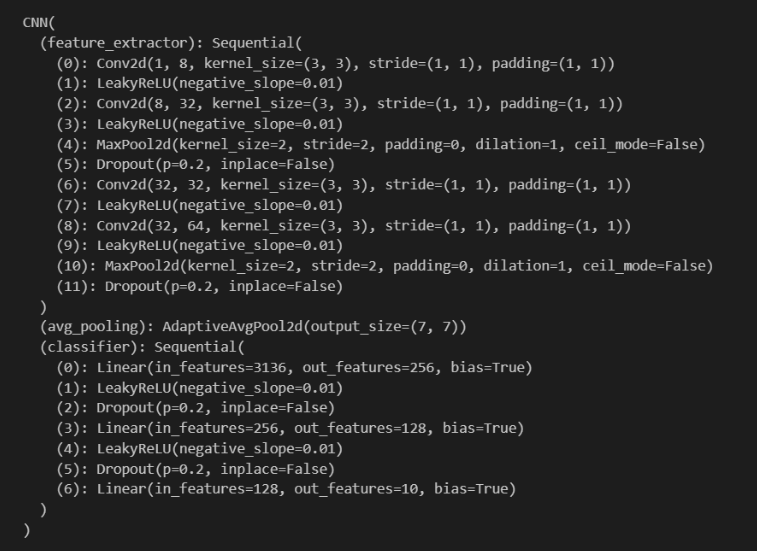 CNN(
  (feature_extractor): Sequential(
    (0): Conv2d(1, 8, kernel_size=(3, 3), stride=(1, 1), padding=(1, 1))
    (1): LeakyReLU(negative_slope=0.01)
    (2): Conv2d(8, 32, kernel_size=(3, 3), stride=(1, 1), padding=(1, 1))
    (3): LeakyReLU(negative_slope=0.01)
    (4): MaxPool2d(kernel_size=2, stride=2, padding=0, dilation=1, ceil_mode=False)
    (5): Dropout(p=0.2, inplace=False)
    (6): Conv2d(32, 32, kernel_size=(3, 3), stride=(1, 1), padding=(1, 1))
    (7): LeakyReLU(negative_slope=0.01)
    (8): Conv2d(32, 64, kernel_size=(3, 3), stride=(1, 1), padding=(1, 1))
    (9): LeakyReLU(negative_slope=0.01)
    (10): MaxPool2d(kernel_size=2, stride=2, padding=0, dilation=1, ceil_mode=False)
    (11): Dropout(p=0.2, inplace=False)
  )
  (avg_pooling): AdaptiveAvgPool2d(output_size=(7, 7))
  (classifier): Sequential(
    (0): Linear(in_features=3136, out_features=256, bias=True)
    (1): LeakyReLU(negative_slope=0.01)
    (2): Dropout(p=0.2, inplace=False)
    (3): Linear(in_features=256, out_features=128, bias=True)
    (4): LeakyReLU(negative_slope=0.01)
    (5): Dropout(p=0.2, inplace=False)
    (6): Linear(in_features=128, out_features=10, bias=True)
  )
)